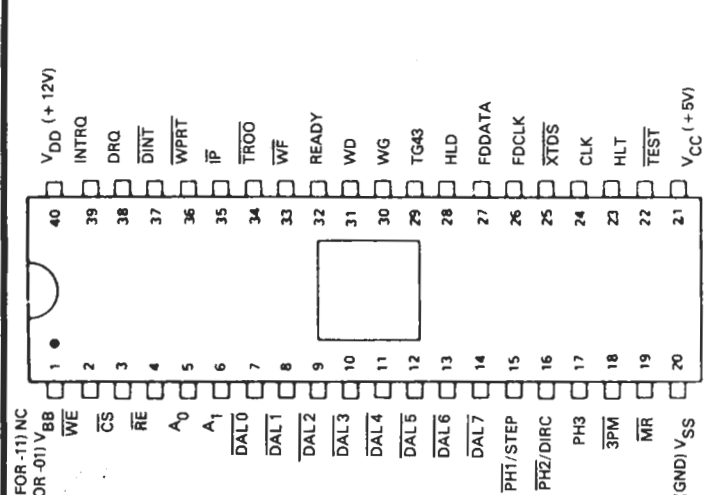 FOR -11) NC
OR -01) VBB
1
WE 2
CS 3
RE 4
A0 5
A1 6
DAL0 7
DAL1 8
DAL2 9
DAL3 10
DAL4 11
DAL5 12
DAL6 13
DAL7 14
PH1/STEP 15
PH2/DIRC 16
PH3 17
3PM 18
MR 19
(GND) VSS 20
40 VDD (+ 12V)
39 INTRQ
38 DRQ
37 DINT
36 WPRT
35 IP
34 TROO
33 WF
32 READY
31 WD
30 WG
29 TG43
28 HLD
27 FDDATA
26 FDCLK
25 XTDS
24 CLK
23 HLT
22 TEST
21 VCC (+5V)